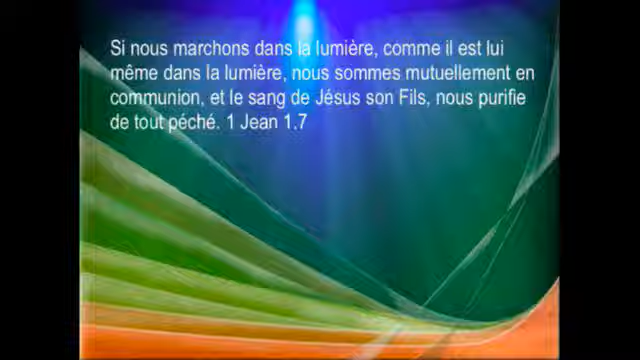 Si nous marchons dans la lumière, comme il est lui
même dans la lumière, nous sommes mutuellement en
communion, et le sang de Jésus son Fils, nous purifie
de tout péché. 1 Jean 1.7